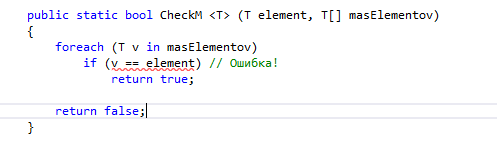 public static bool CheckM <T> (T element, T[] masElementov)
{
foreach (T v in masElementov)
if (v == element) // Ошибка!
return true;
return false;
}